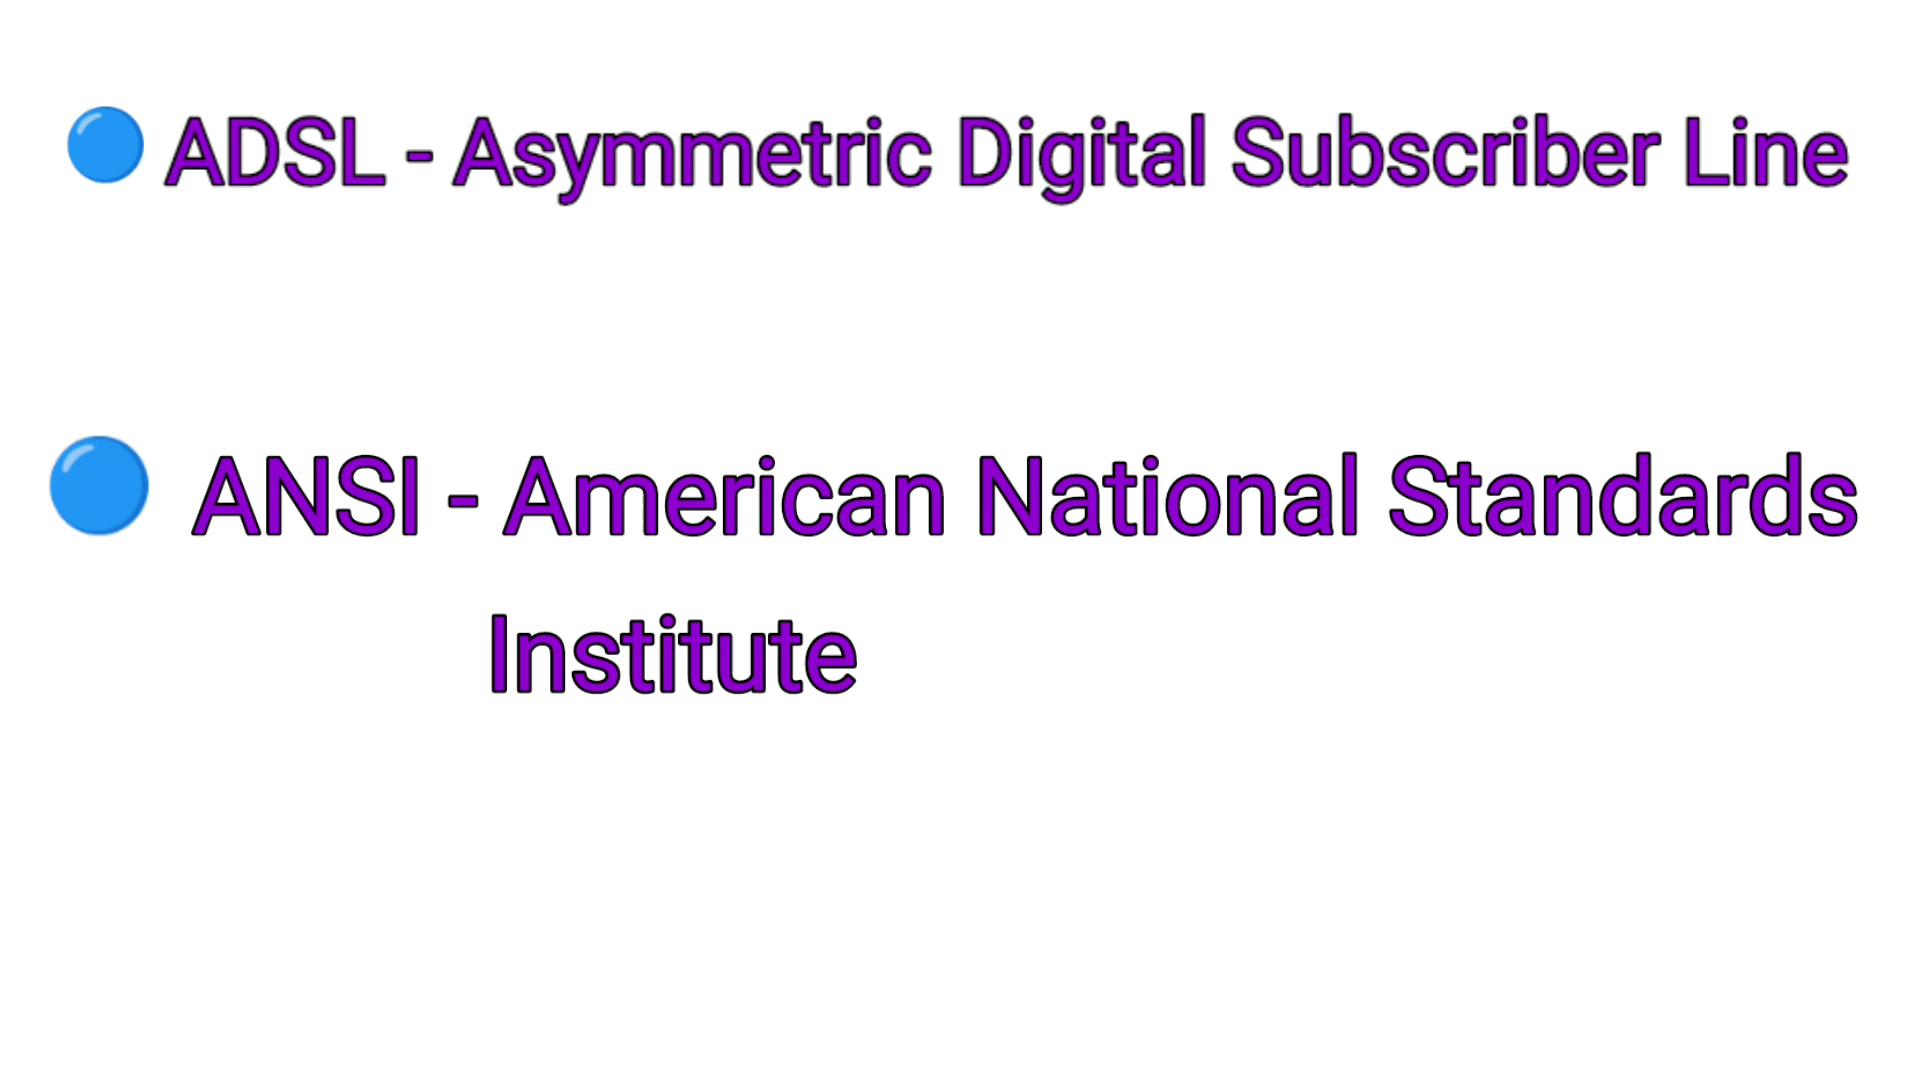 🔵 ADSL - Asymmetric Digital Subscriber Line
🔵 ANSI - American National Standards
Institute